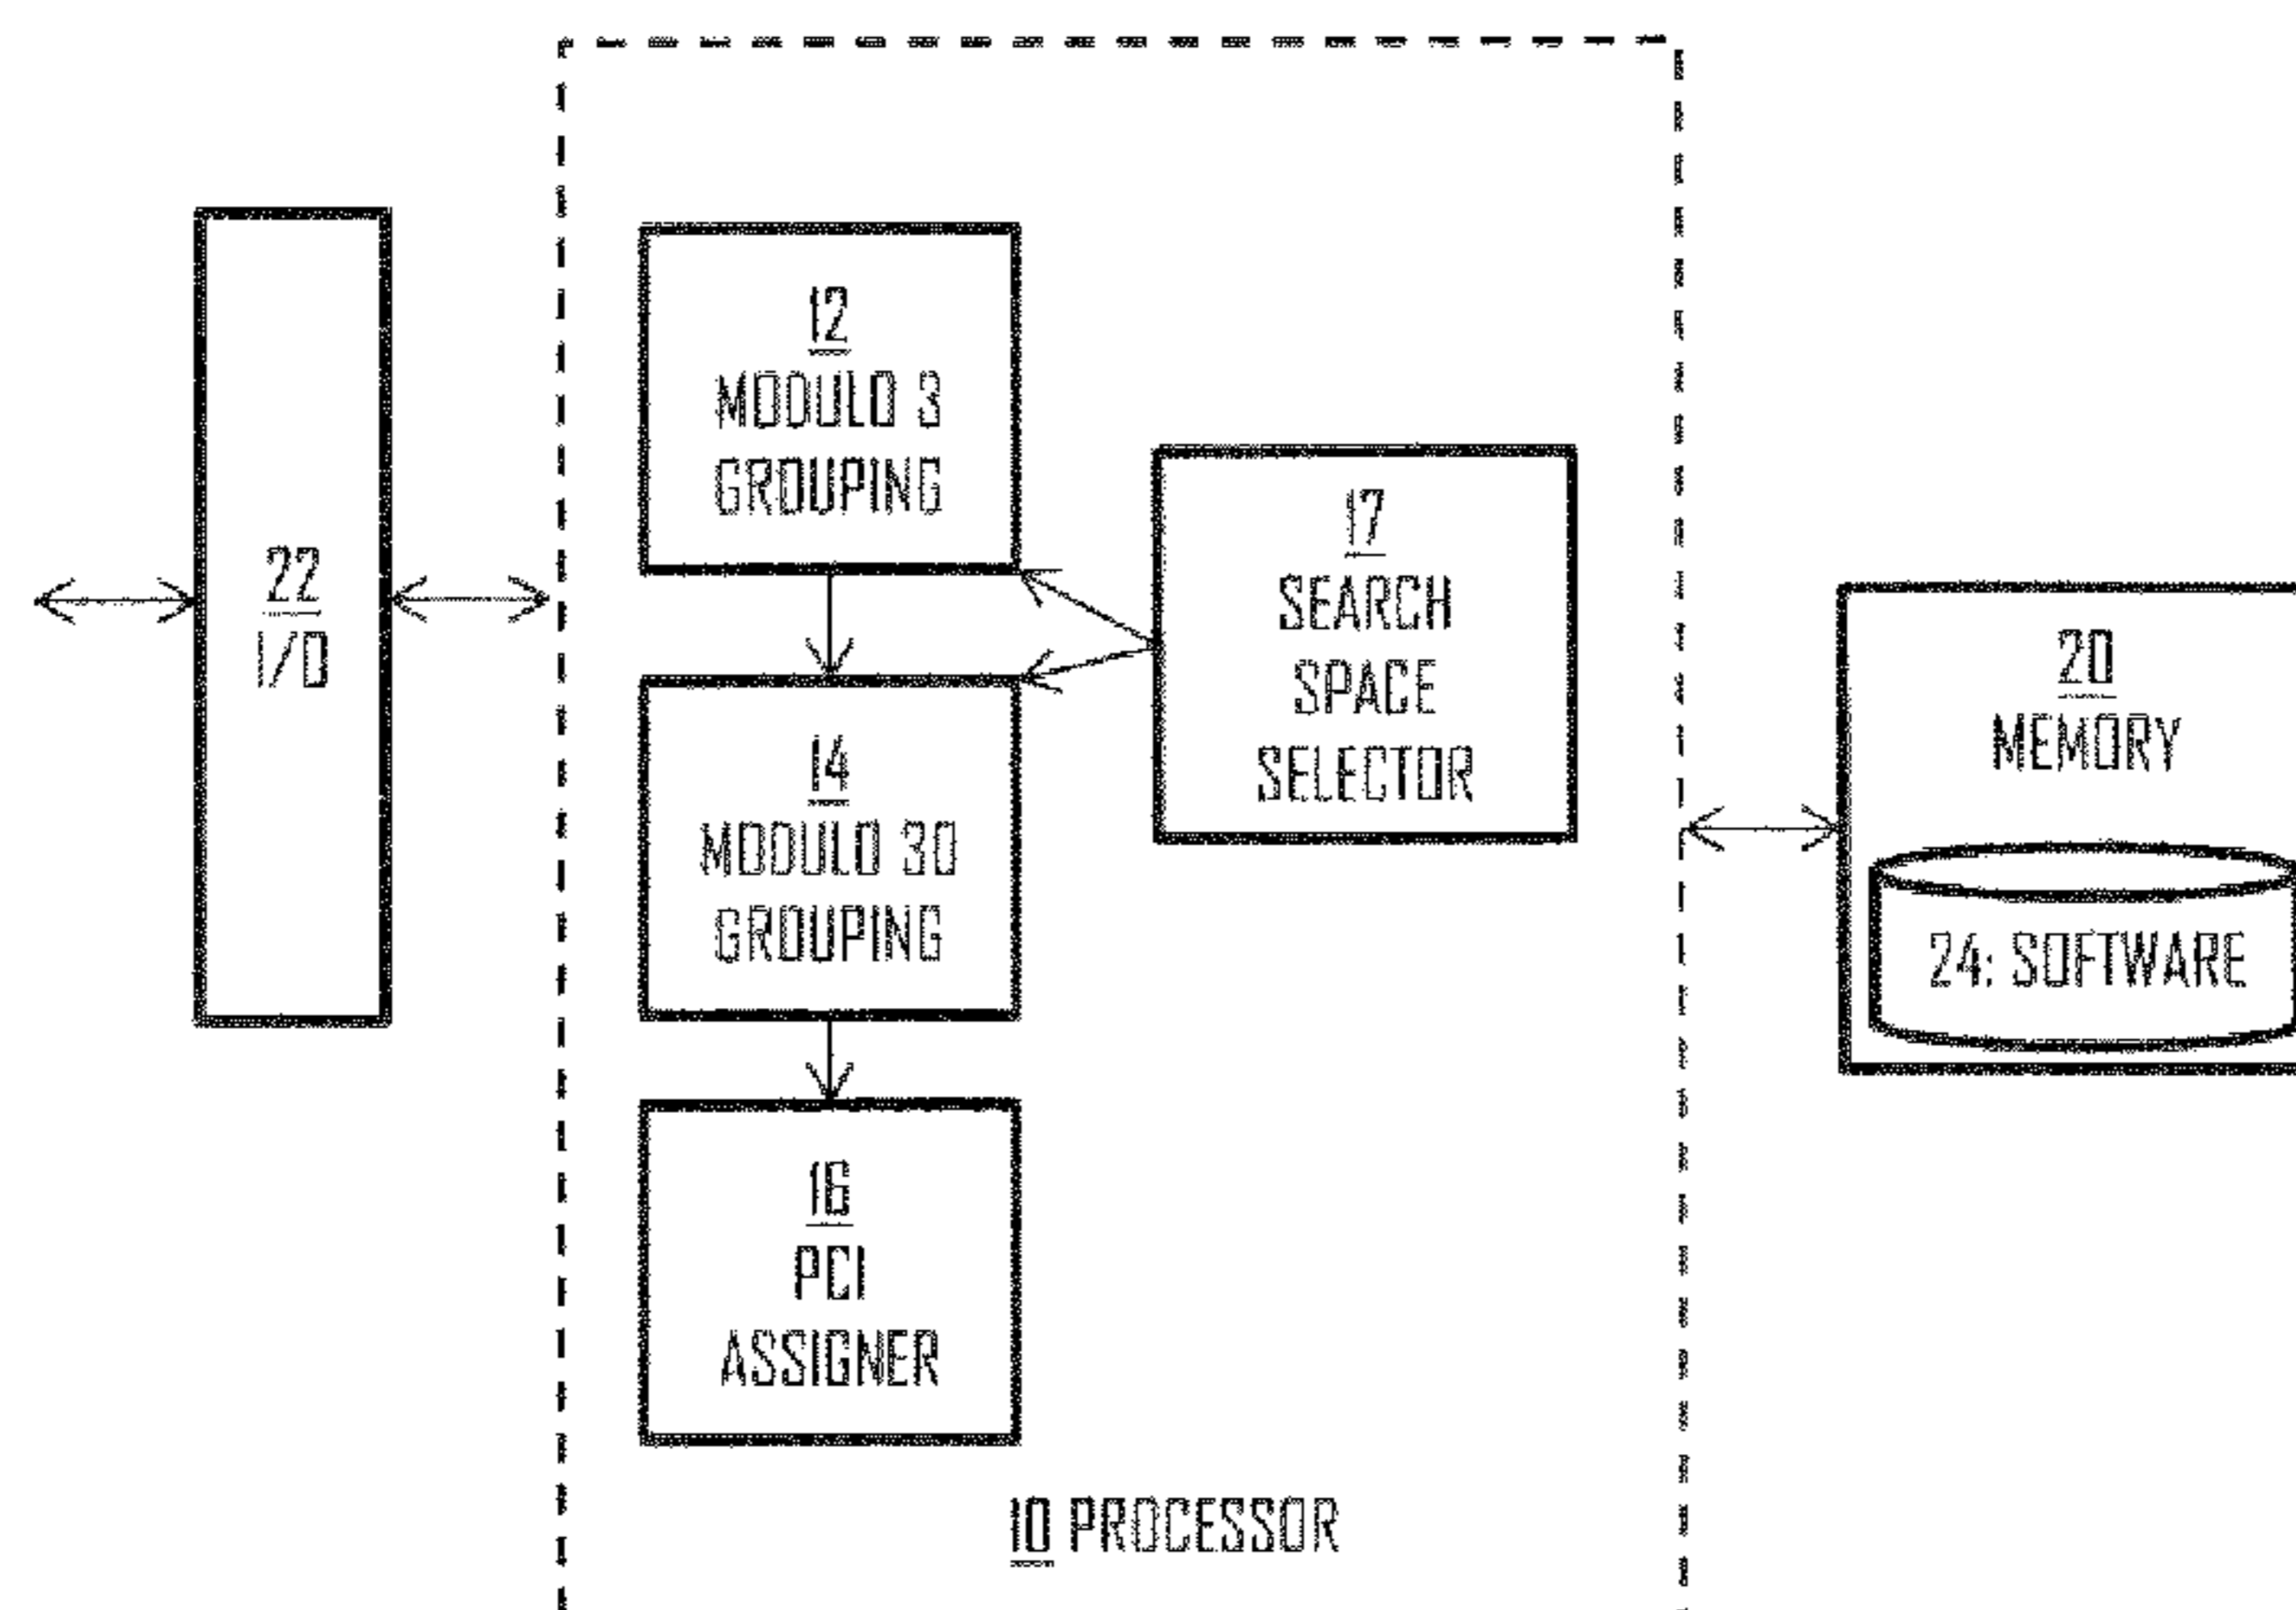 12
MODULO 3
GROUPING
22
I/O
17
SEARCH
SPACE
SELECTOR
14
MODULO 30
GROUPING
20
MEMORY
24: SOFTWARE
16
PCI
ASSIGNER
10 PROCESSOR